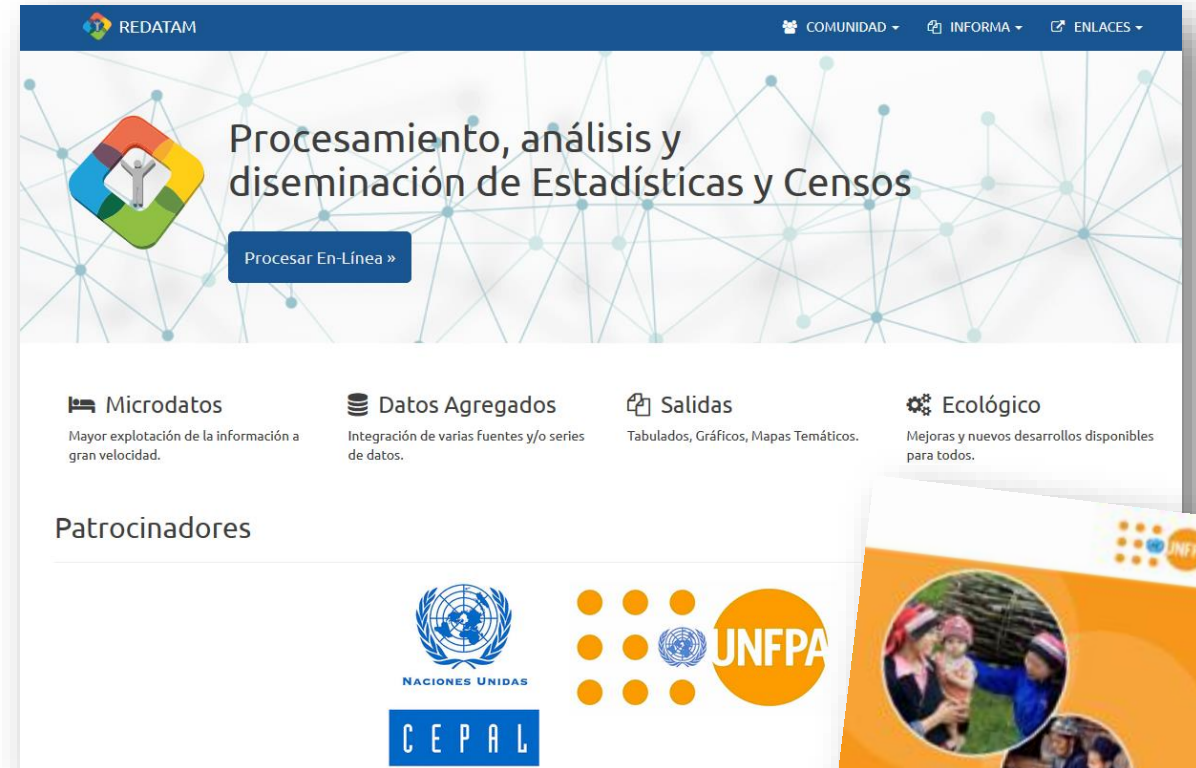 REDATAM
COMUNIDAD
INFORMA
ENLACES
Procesamiento, análisis y
diseminación de Estadísticas y Censos
Procesar En-Línea »
Microdatos
Mayor explotación de la información a
gran velocidad.
Datos Agregados
Integración de varias fuentes y/o series
de datos.
Salidas
Tabulados, Gráficos, Mapas Temáticos.
Ecológico
Mejoras y nuevos desarrollos disponibles
para todos.
Patrocinadores
NACIONES UNIDAS
CEPAL
UNFPA